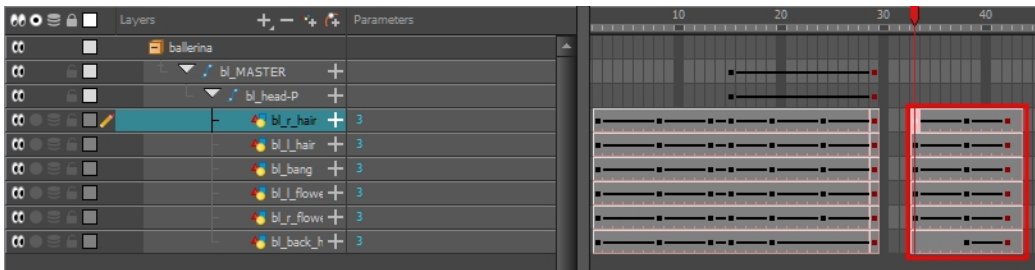 Layers Parameters 10 20 30 40
ballerina
bl_MASTER
bl_head-P
bl_r_hair 3
bl_l_hair 3
bl_bang 3
bl_l_flowe 3
bl_r_flowe 3
bl_back_h 3